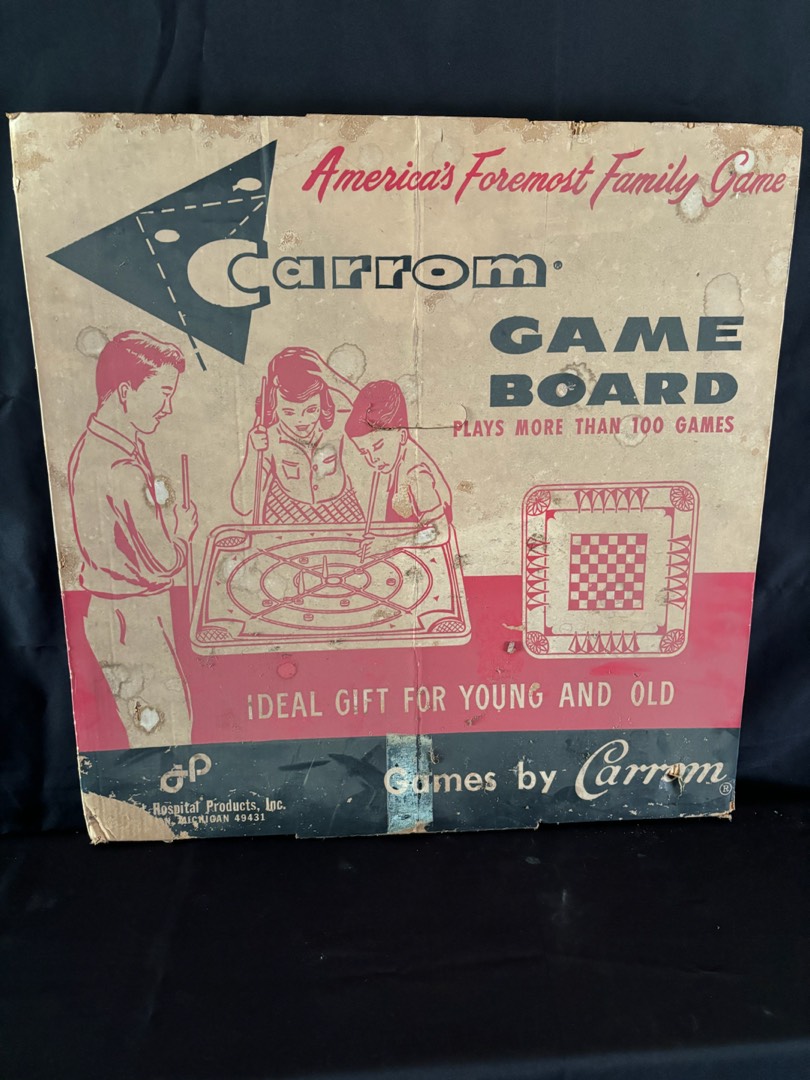 America's Foremost Family Game
Carrom®
GAME
BOARD
PLAYS MORE THAN 100 GAMES
IDEAL GIFT FOR YOUNG AND OLD
Games by Carrom®
Hospital Products, Inc.
MICHIGAN 49431